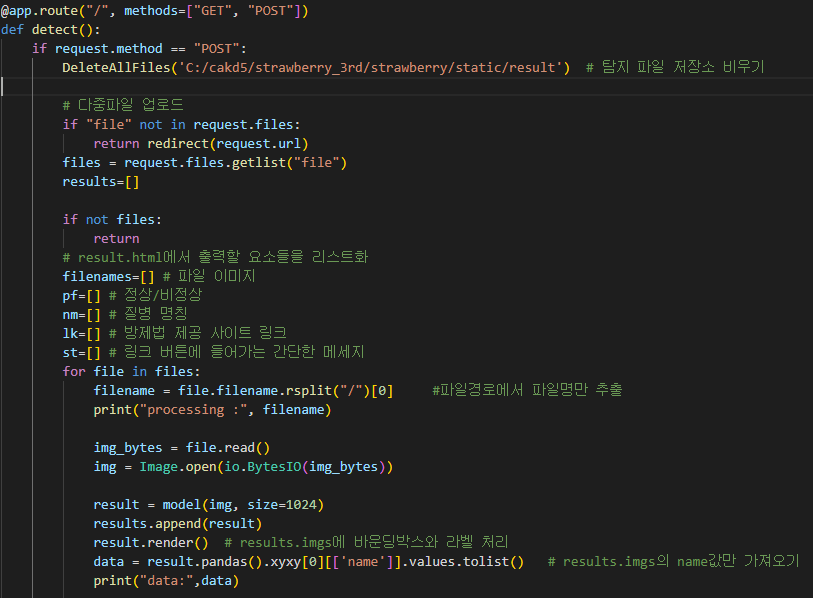 @app.route("/", methods=["GET", "POST"])
def detect():
    if request.method == "POST":
        DeleteAllFiles('C:/cakd5/strawberry_3rd/strawberry/static/result')  # 탐지 파일 저장소 비우기
        # 다중파일 업로드
        if "file" not in request.files:
            return redirect(request.url)
        files = request.files.getlist("file")
        results=[]
        if not files:
            return
        # result.html에서 출력할 요소들을 리스트화
        filenames=[] # 파일 이미지
        pf=[] # 정상/비정상
        nm=[] # 질병 명칭
        lk=[] # 방제법 제공 사이트 링크
        st=[] # 링크 버튼에 들어가는 간단한 메세지
        for file in files:
            filename = file.filename.rsplit("/")[0]     #파일경로에서 파일명만 추출
            print("processing :", filename)
            img_bytes = file.read()
            img = Image.open(io.BytesIO(img_bytes))
            result = model(img, size=1024)
            results.append(result)
            result.render()  # results.imgs에 바운딩박스와 라벨 처리
            data = result.pandas().xyxy[0][['name']].values.tolist()   # results.imgs의 name값만 가져오기
            print("data:",data)